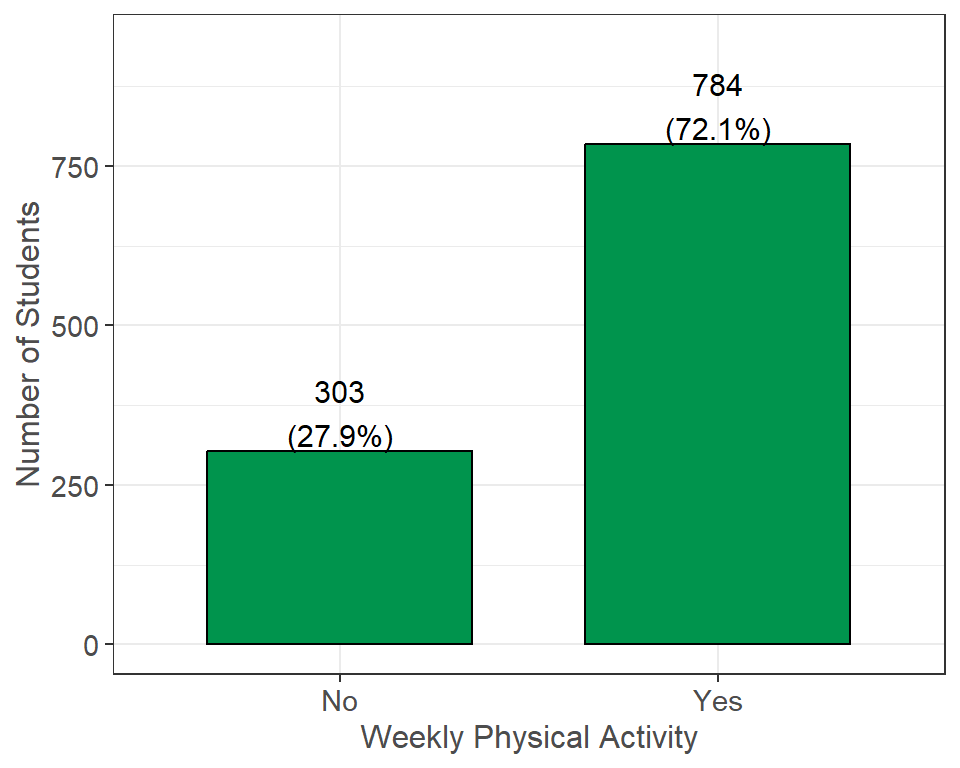 784
(72.1%)
750
Number of Students
500
303
(27.9%)
250
0
No
Yes
Weekly Physical Activity